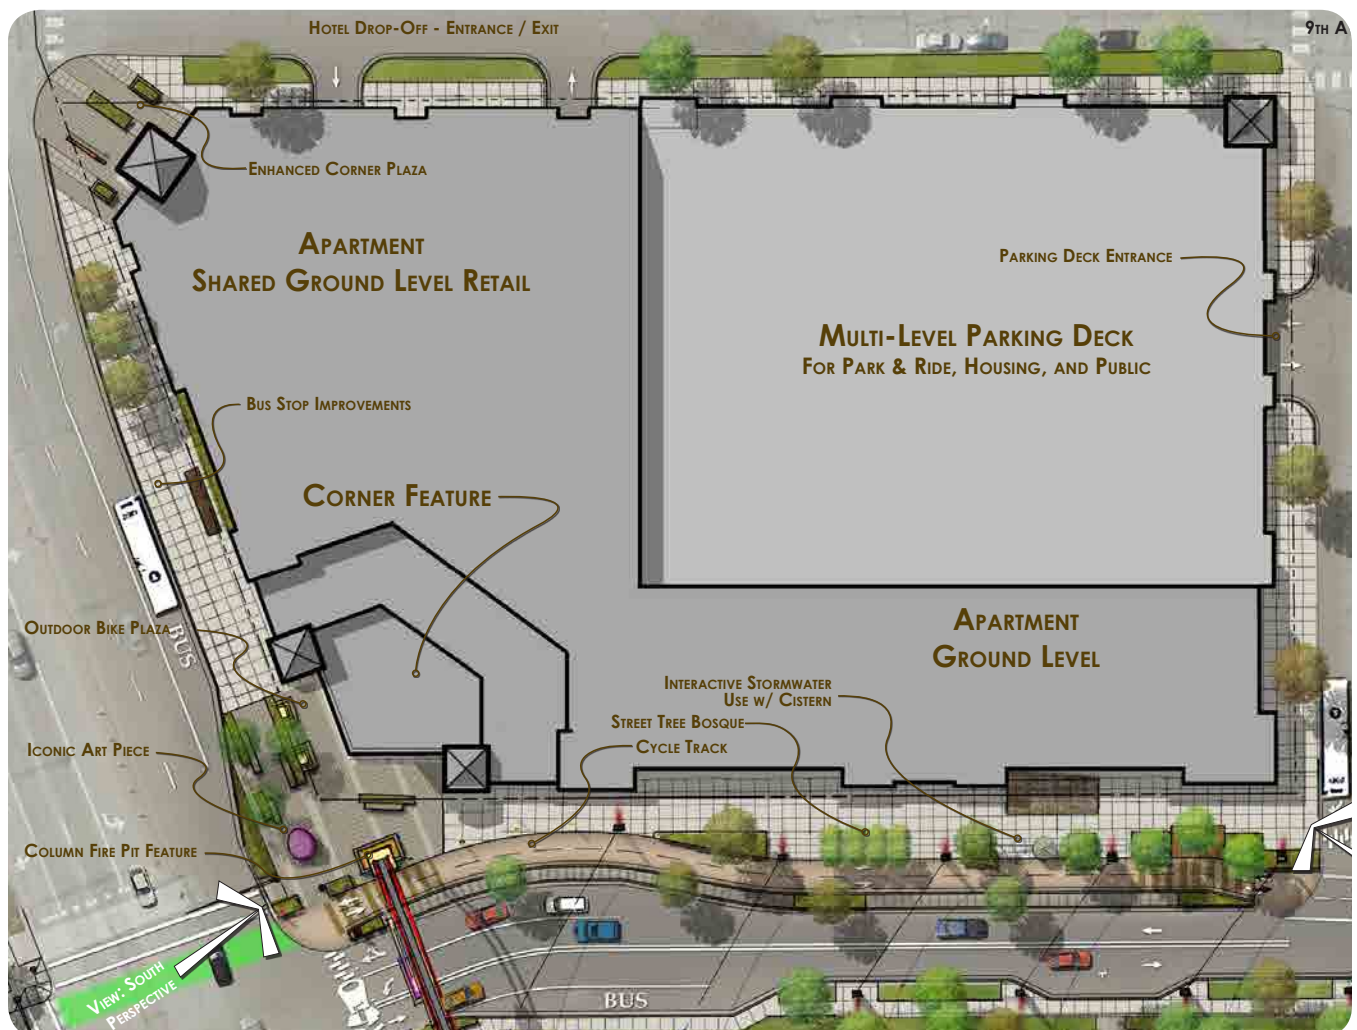 Hotel Drop-Off - Entrance / Exit
9th A
Enhanced Corner Plaza
Apartment
Shared Ground Level Retail
Parking Deck Entrance
Multi-Level Parking Deck
For Park & Ride, Housing, and Public
Bus Stop Improvements
Corner Feature
Outdoor Bike Plaza
BUS
Apartment
Ground Level
Interactive Stormwater
Use w/ Cistern
Street Tree Bosque
Cycle Track
Iconic Art Piece
Column Fire Pit Feature
View: South
Perspective
BUS